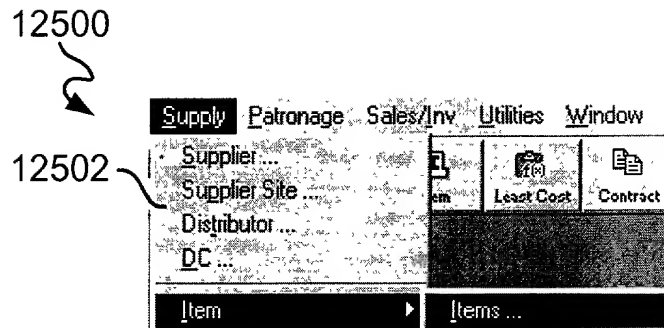 12500
Supply Patronage Sales/Inv Utilities Window
12502
Supplier ...
Supplier Site ...
Distributor ...
DC ...
Least Cost Contract
Item Items ...